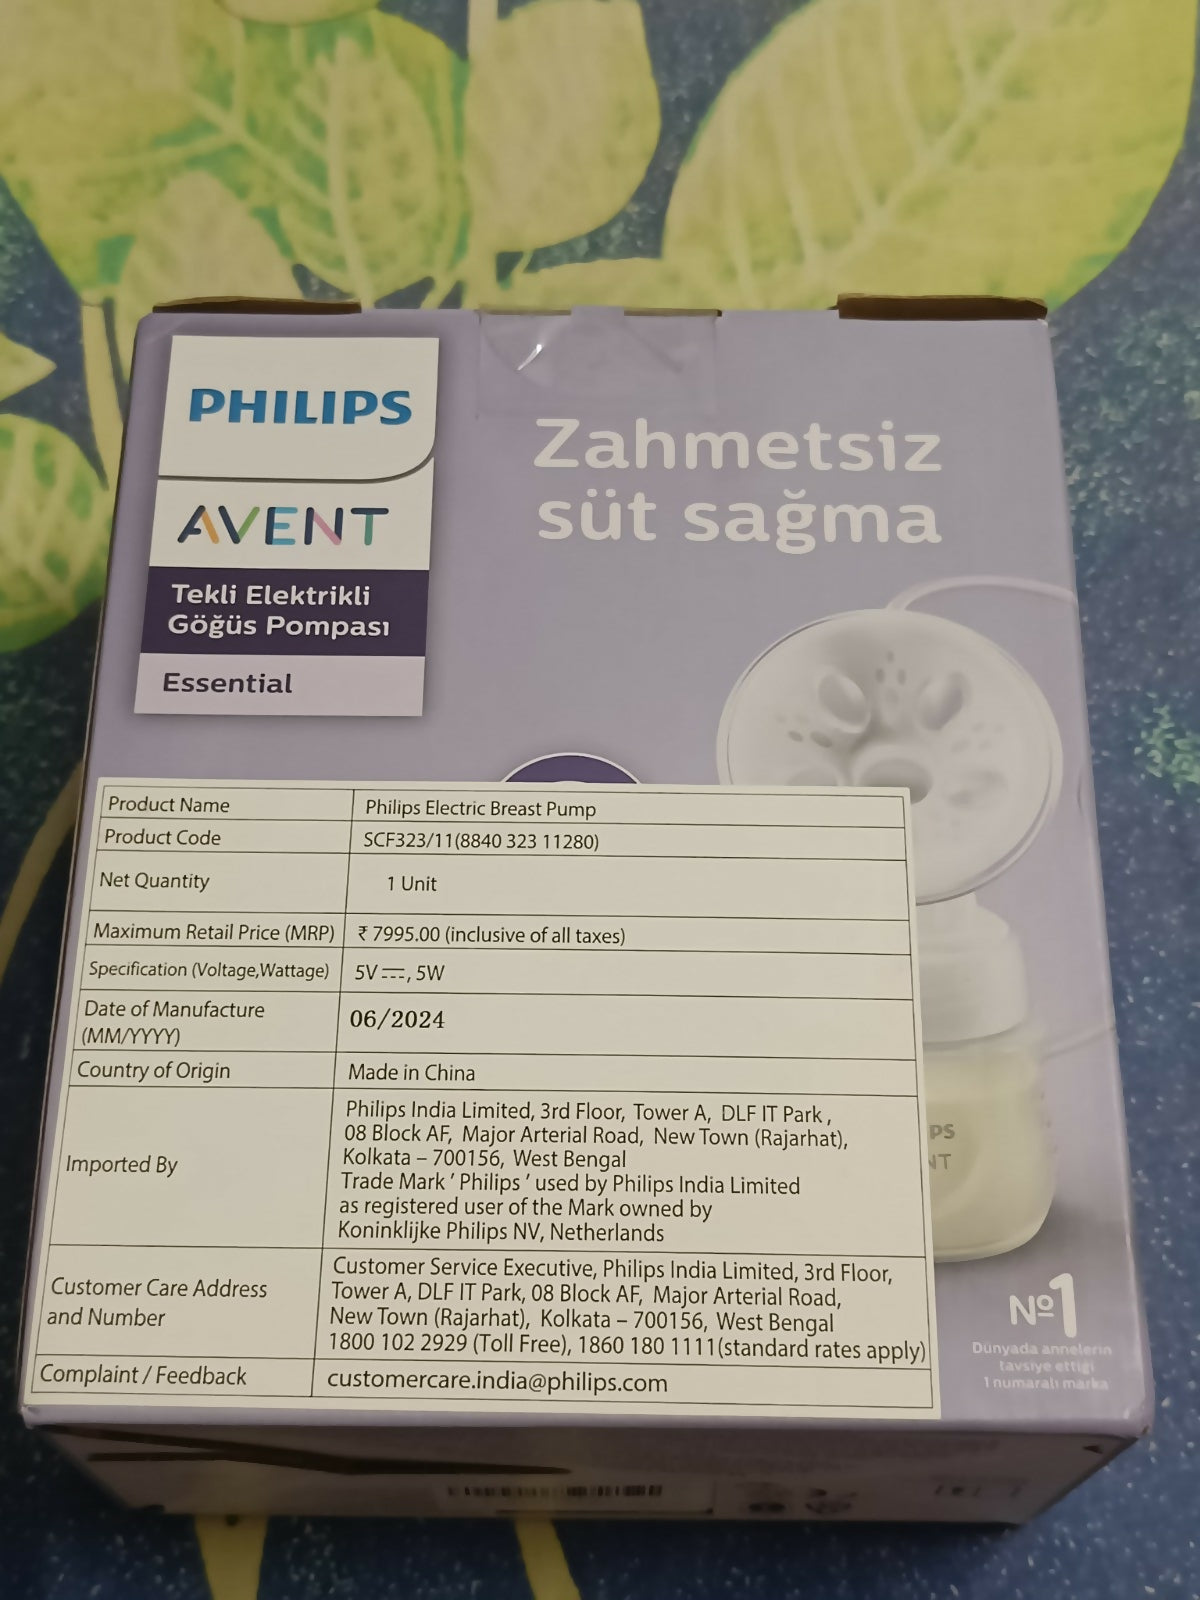 PHILIPS
AVENT
Tekli Elektrikli
Göğüs Pompası
Essential
Zahmetsiz
süt sağma
Product Name Philips Electric Breast Pump
Product Code SCF323/11(8840 323 11280)
Net Quantity 1 Unit
Maximum Retail Price (MRP) ₹ 7995.00 (inclusive of all taxes)
Specification (Voltage,Wattage) 5V⎓, 5W
Date of Manufacture
(MM/YYYY)
06/2024
Country of Origin Made in China
Imported By
Philips India Limited, 3rd Floor, Tower A, DLF IT Park ,
08 Block AF, Major Arterial Road, New Town (Rajarhat),
Kolkata – 700156, West Bengal
Trade Mark ' Philips ' used by Philips India Limited
as registered user of the Mark owned by
Koninklijke Philips NV, Netherlands
Customer Care Address
and Number
Customer Service Executive, Philips India Limited, 3rd Floor,
Tower A, DLF IT Park, 08 Block AF, Major Arterial Road,
New Town (Rajarhat), Kolkata – 700156, West Bengal
1800 102 2929 (Toll Free), 1860 180 1111(standard rates apply)
Complaint / Feedback customercare.india@philips.com
PS
NT
Nº1
Dünyada annelerin
tavsiye ettiği
1 numaralı marka